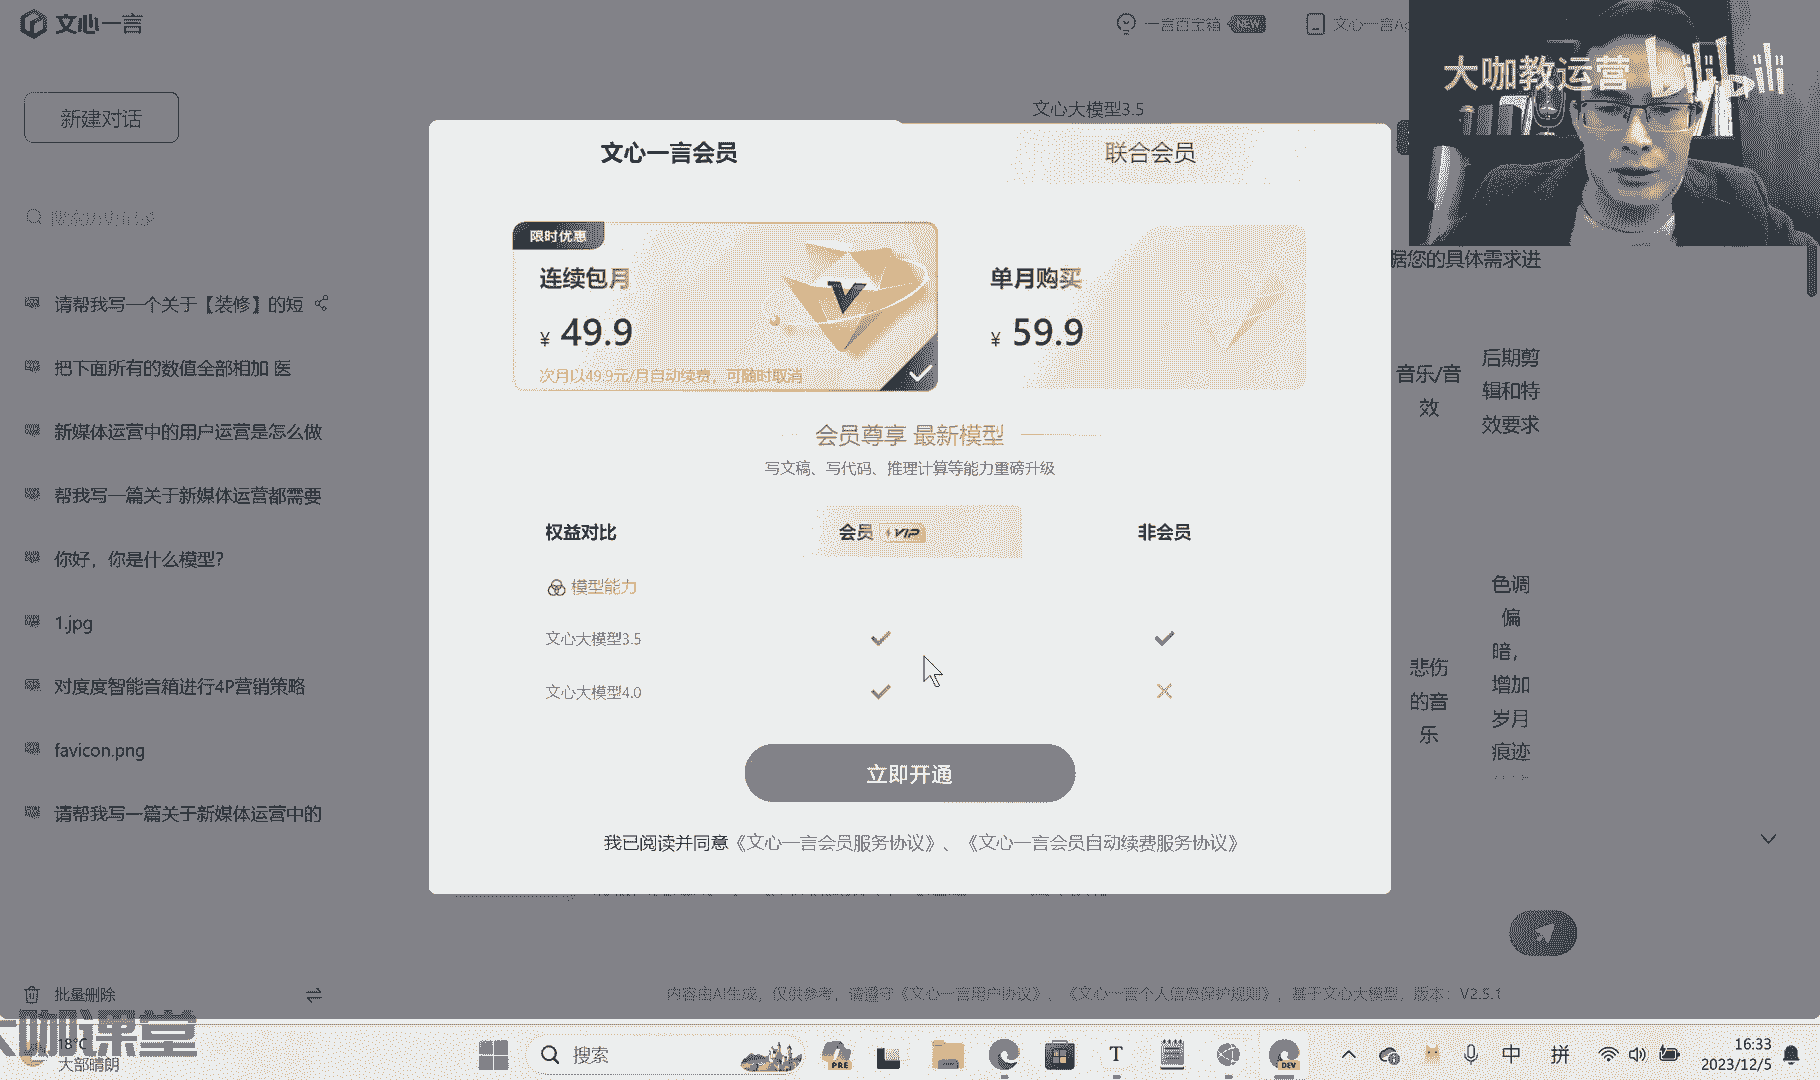 文心一言
一言百宝箱 NEW
文心一言Ap
大咖教运营 bilibili
新建对话
文心大模型3.5
文心一言会员
联合会员
限时优惠
连续包月
¥ 49.9
次月以49.9元/月自动续费，可随时取消
单月购买
¥ 59.9
据您的具体需求进
请帮我写一个关于【装修】的短
把下面所有的数值全部相加 医
新媒体运营中的用户运营是怎么做
帮我写一篇关于新媒体运营都需要
你好，你是什么模型？
1.jpg
对度度智能音箱进行4P营销策略
favicon.png
请帮我写一篇关于新媒体运营中的
会员尊享 最新模型
写文稿、写代码、推理计算等能力重磅升级
权益对比
会员 VIP
非会员
模型能力
文心大模型3.5
文心大模型4.0
立即开通
我已阅读并同意《文心一言会员服务协议》、《文心一言会员自动续费服务协议》
音乐/音
效
后期剪
辑和特
效要求
悲伤
的音
乐
色调
偏
暗，
增加
岁月
痕迹
批量删除
内容由AI生成，仅供参考，请遵守《文心一言用户协议》、《文心一言个人信息保护规则》，基于文心大模型，版本：V2.5.1
大咖课堂
18°C
大部晴朗
搜索
PRE
DEV
中
拼
16:33
2023/12/5